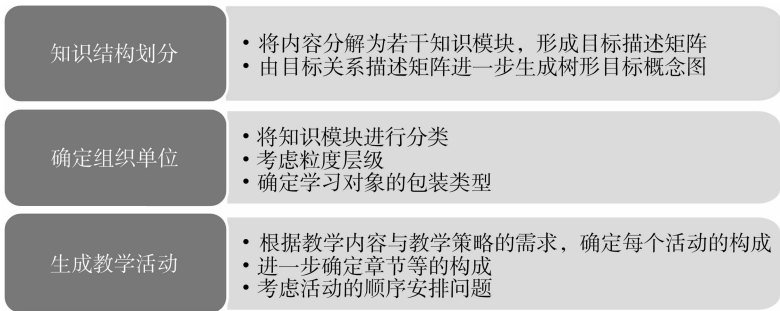 知识结构划分
• 将内容分解为若干知识模块，形成目标描述矩阵
• 由目标关系描述矩阵进一步生成树形目标概念图
确定组织单位
• 将知识模块进行分类
• 考虑粒度层级
• 确定学习对象的包装类型
生成教学活动
• 根据教学内容与教学策略的需求，确定每个活动的构成
• 进一步确定章节等的构成
• 考虑活动的顺序安排问题